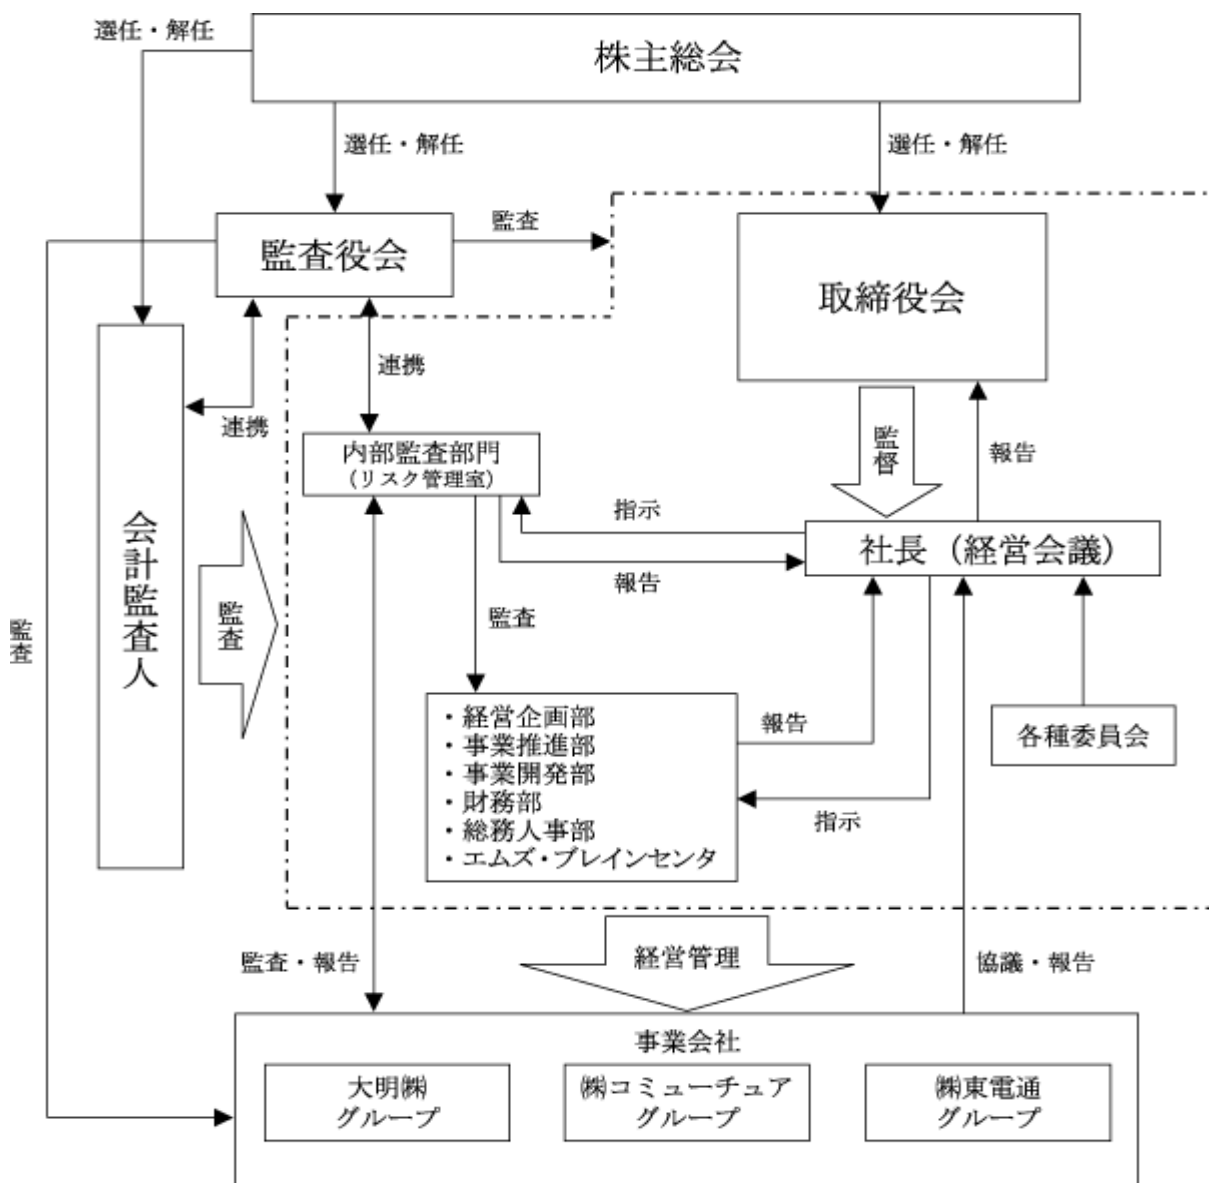 選任・解任
株主総会
選任・解任
選任・解任
監査役会
監査
取締役会
連携
連携
監督
報告
内部監査部門
（リスク管理室）
指示
社長（経営会議）
報告
会計監査人
監査
監査
監査
・経営企画部
・事業推進部
・事業開発部
・財務部
・総務人事部
・エムズ・ブレインセンタ
報告
各種委員会
指示
監査・報告
経営管理
協議・報告
事業会社
大明㈱
グループ
㈱コミューチュア
グループ
㈱東電通
グループ